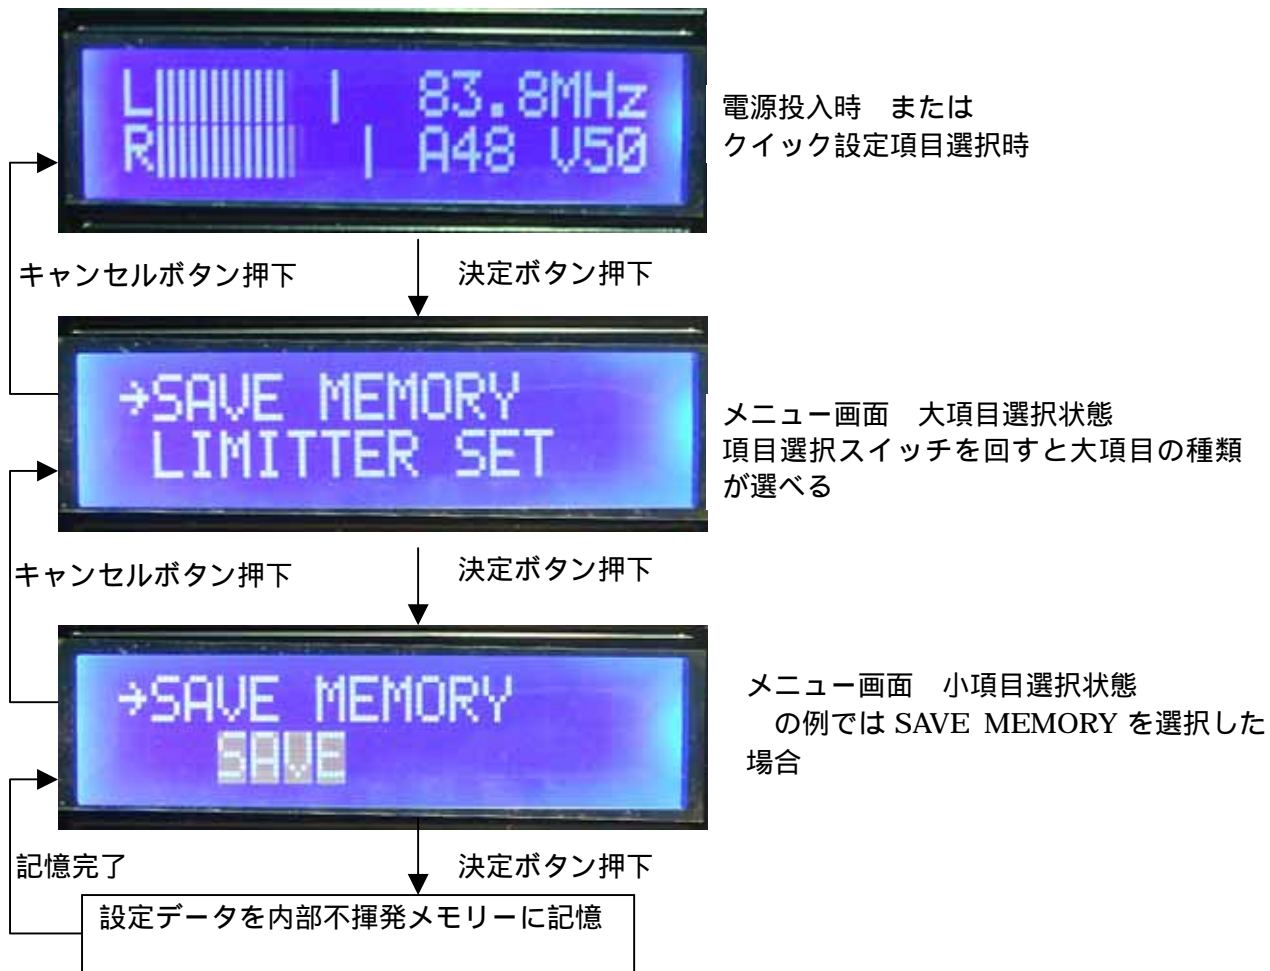 L 83.8MHz
R A48 V50
電源投入時　または
クイック設定項目選択時
キャンセルボタン押下
決定ボタン押下
→SAVE MEMORY
LIMITTER SET
メニュー画面　大項目選択状態
項目選択スイッチを回すと大項目の種類
が選べる
キャンセルボタン押下
決定ボタン押下
→SAVE MEMORY
SAVE
メニュー画面　小項目選択状態
の例では SAVE MEMORY を選択した
場合
記憶完了
決定ボタン押下
設定データを内部不揮発メモリーに記憶